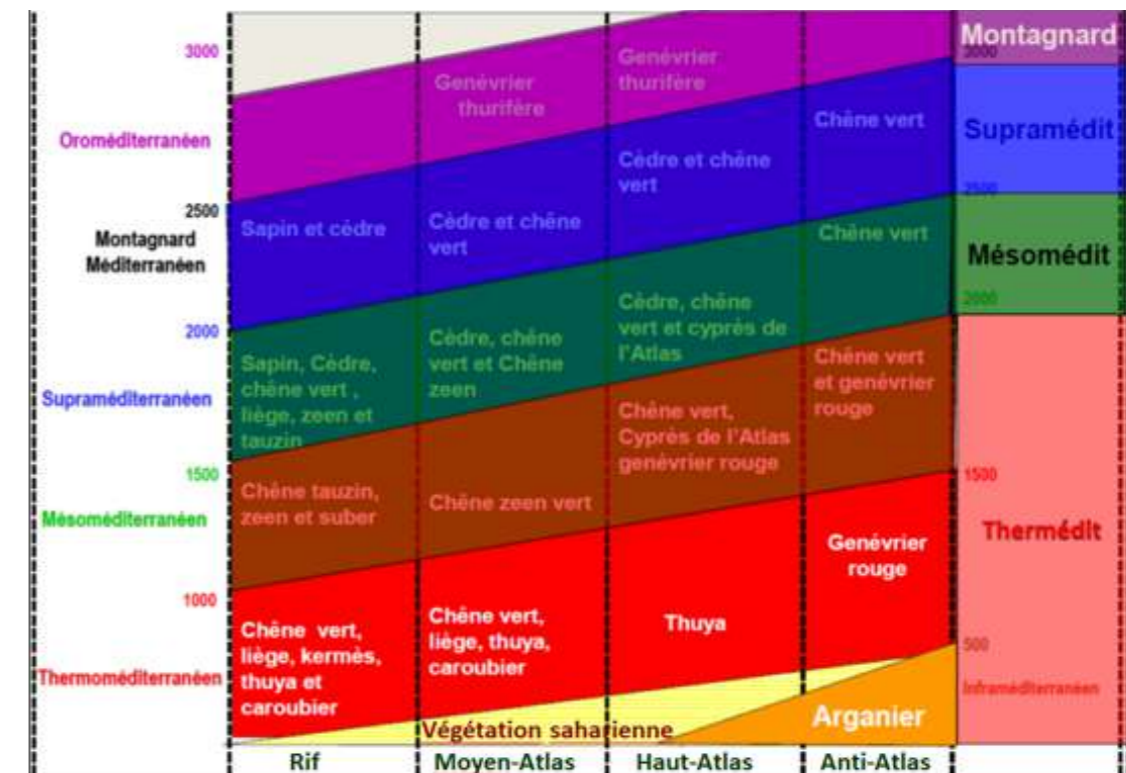 3000
Oroméditerranéen
2500
Montagnard
Méditerranéen
2000
Supraméditerranéen
1500
Mésoméditerranéen
1000
Thermoméditerranéen
Sapin et cèdre
Sapin, Cèdre,
chêne vert ,
liège, zeen et
tauzin
Chêne tauzin,
zeen et suber
Chêne vert,
liège, kermès,
thuya et
caroubier
Rif
Genévrier
thurifère
Cèdre et chêne
vert
Cèdre, chêne
vert et Chêne
zeen
Chêne zeen vert
Chêne vert,
liège, thuya,
caroubier
Végétation saharienne
Moyen-Atlas
Genévrier
thurifère
Cèdre et chêne
vert
Cèdre, chêne
vert et cyprès de
l'Atlas
Chêne vert,
Cyprès de l'Atlas
genévrier rouge
Thuya
Haut-Atlas
Chêne vert
Chêne vert
Chêne vert
et genévrier
rouge
Genévrier
rouge
Arganier
Anti-Atlas
Montagnard
3000
Supramédit
2500
Mésomédit
2000
1500
Thermédit
500
Inframéditerranéen